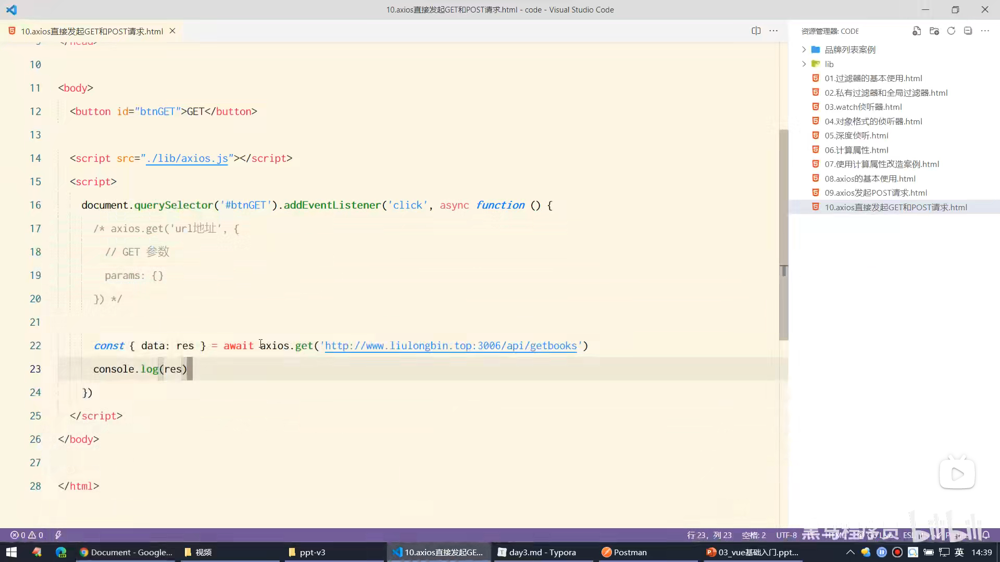 10.axios直接发起GET和POST请求.html - code - Visual Studio Code
10.axios直接发起GET和POST请求.html
资源管理器: CODE
9 </head>
10
11 <body>
12 <button id="btnGET">GET</button>
13
14 <script src="./lib/axios.js"></script>
15 <script>
16 document.querySelector('#btnGET').addEventListener('click', async function () {
17 /* axios.get('url地址', {
18 // GET 参数
19 params: {}
20 }) */
21
22 const { data: res } = await axios.get('http://www.liulongbin.top:3006/api/getbooks')
23 console.log(res)
24 })
25 </script>
26 </body>
27
28 </html>
品牌列表案例
lib
01.过滤器的基本使用.html
02.私有过滤器和全局过滤器.html
03.watch侦听器.html
04.对象格式的侦听器.html
05.深度侦听.html
06.计算属性.html
07.使用计算属性改造案例.html
08.axios的基本使用.html
09.axios发起POST请求.html
10.axios直接发起GET和POST请求.html
0 0
行 23，列 23 空格: 2 UTF-8 HTML Go Live
黑马程序员 bilibili
Document - Google...
视频
ppt-v3
10.axios直接发起GE...
day3.md - Typora
Postman
03_vue基础入门.ppt...
英
14:39